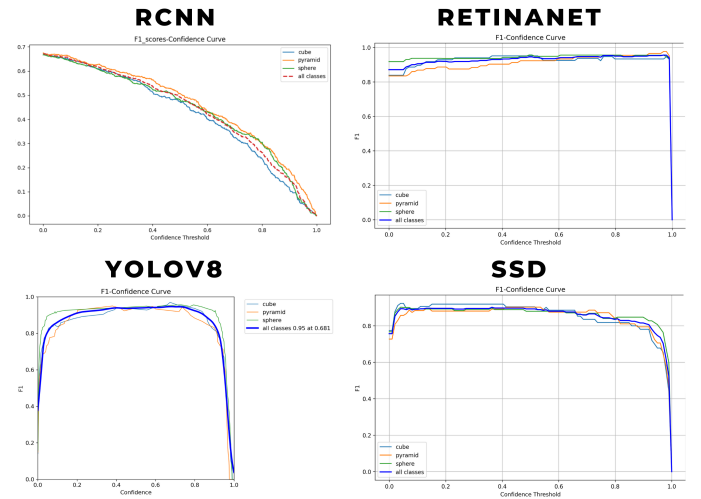 RCNN
F1_scores-Confidence Curve
0.7
0.6
0.5
0.4
0.3
0.2
0.1
0.0
0.0 0.2 0.4 0.6 0.8 1.0
Confidence Threshold
cube
pyramid
sphere
all classes
RETINANET
F1-Confidence Curve
F1
1.0
0.8
0.6
0.4
0.2
0.0
cube
pyramid
sphere
all classes
0.0 0.2 0.4 0.6 0.8 1.0
Confidence Threshold
YOLOV8
F1-Confidence Curve
F1
1.0
0.8
0.6
0.4
0.2
0.0
0.0 0.2 0.4 0.6 0.8 1.0
Confidence
cube
pyramid
sphere
all classes 0.95 at 0.681
SSD
F1-Confidence Curve
F1
0.8
0.6
0.4
0.2
0.0
cube
pyramid
sphere
all classes
0.0 0.2 0.4 0.6 0.8 1.0
Confidence Threshold